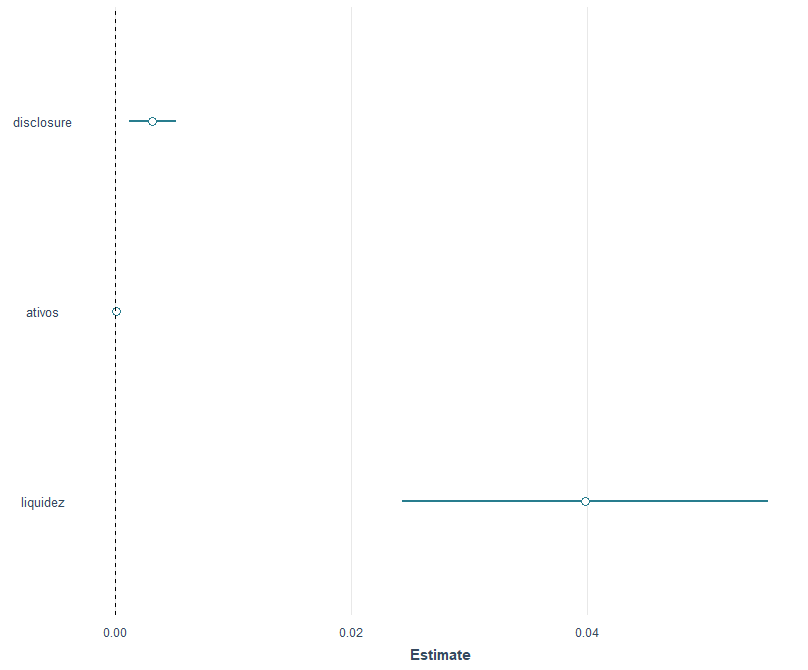 disclosure
ativos
liquidez
0.00 0.02 0.04
Estimate